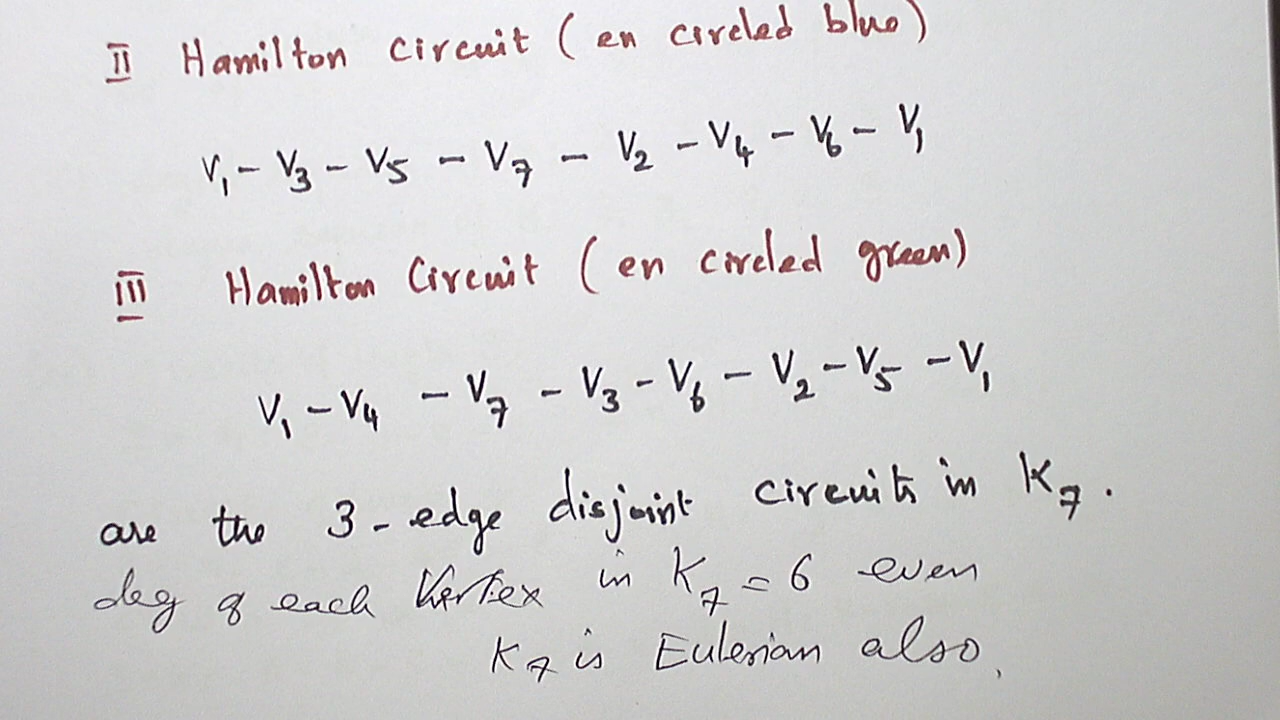 II Hamilton Circuit ( en circled blue )
V₁ - V₃ - V₅ - V₇ - V₂ - V₄ - V₆ - V₁
III Hamilton Circuit ( en circled green)
V₁ - V₄ - V₇ - V₃ - V₆ - V₂ - V₅ - V₁
are the 3-edge disjoint circuits in K₇.
deg of each Vertex in K₇ = 6 even
K₇ is Eulerian also.